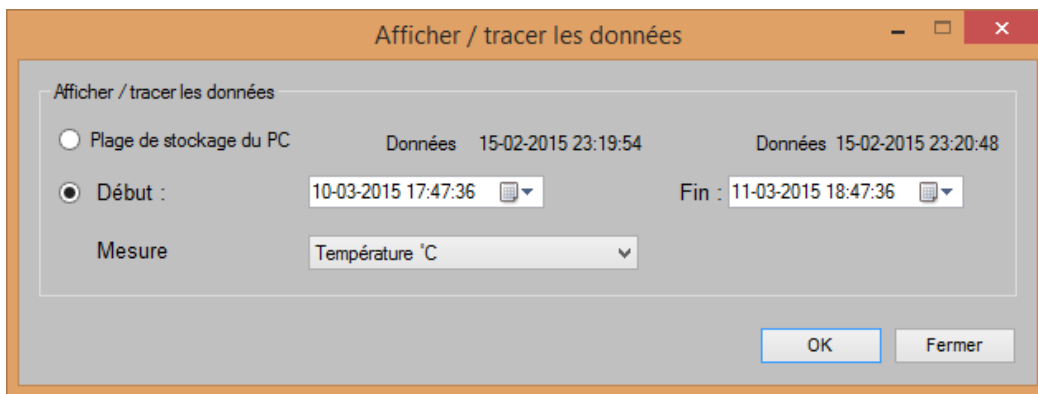 Afficher / tracer les données
Afficher / tracer les données
Plage de stockage du PC Données 15-02-2015 23:19:54 Données 15-02-2015 23:20:48
Début : 10-03-2015 17:47:36 Fin : 11-03-2015 18:47:36
Mesure Température °C
OK Fermer